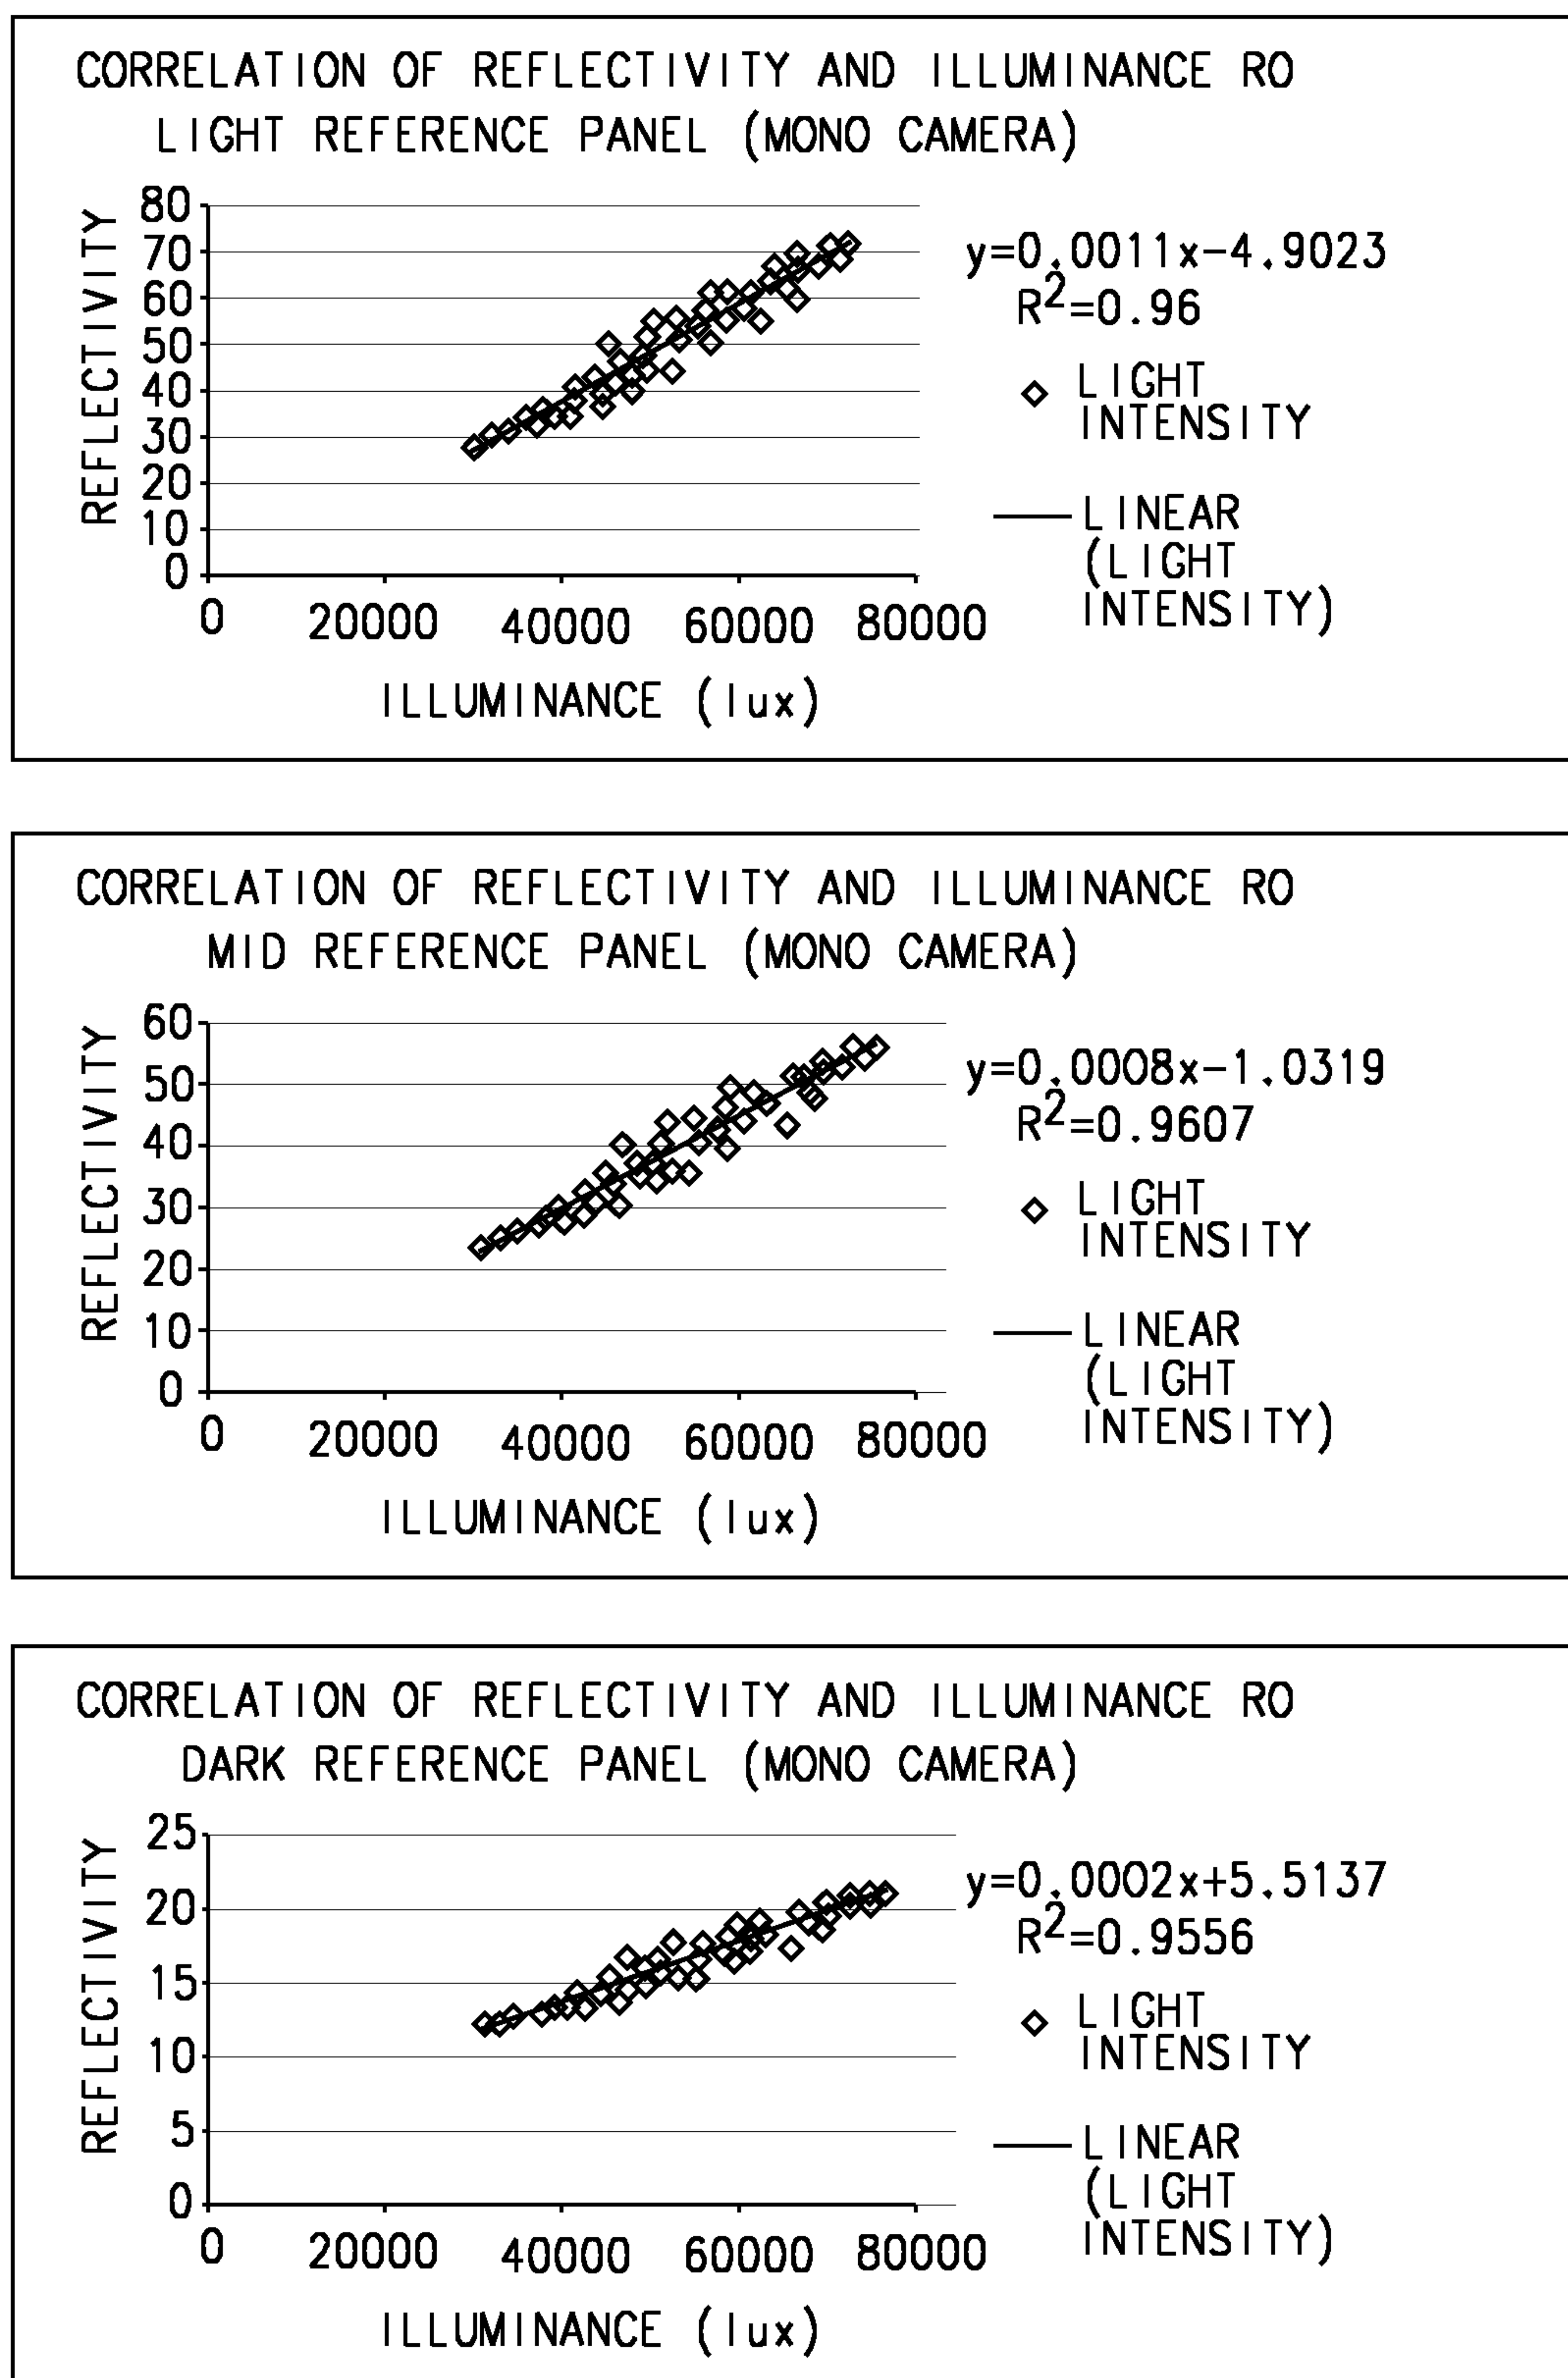 CORRELATION OF REFLECTIVITY AND ILLUMINANCE RO
LIGHT REFERENCE PANEL (MONO CAMERA)
REFLECTIVITY
80
70
60
50
40
30
20
10
0
0 20000 40000 60000 80000
ILLUMINANCE (lux)
y=0.0011x-4.9023
R²=0.96
LIGHT
INTENSITY
LINEAR
(LIGHT
INTENSITY)
CORRELATION OF REFLECTIVITY AND ILLUMINANCE RO
MID REFERENCE PANEL (MONO CAMERA)
REFLECTIVITY
60
50
40
30
20
10
0
0 20000 40000 60000 80000
ILLUMINANCE (lux)
y=0.0008x-1.0319
R²=0.9607
LIGHT
INTENSITY
LINEAR
(LIGHT
INTENSITY)
CORRELATION OF REFLECTIVITY AND ILLUMINANCE RO
DARK REFERENCE PANEL (MONO CAMERA)
REFLECTIVITY
25
20
15
10
5
0
0 20000 40000 60000 80000
ILLUMINANCE (lux)
y=0.0002x+5.5137
R²=0.9556
LIGHT
INTENSITY
LINEAR
(LIGHT
INTENSITY)